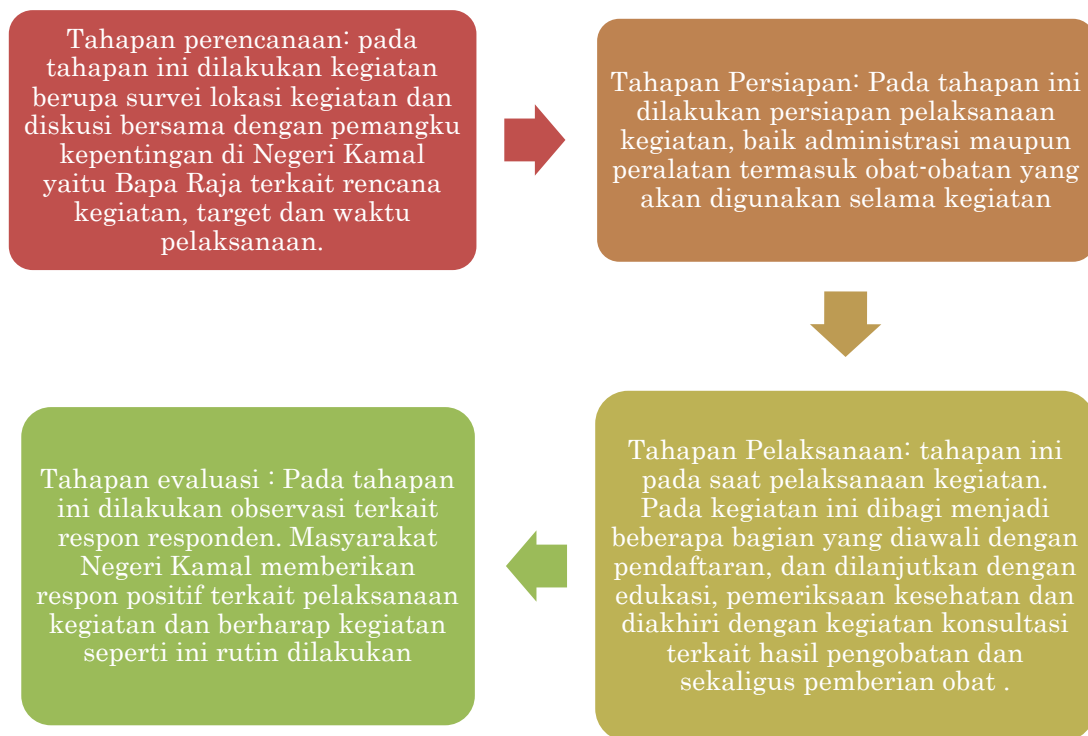 Tahapan perencanaan: pada
tahapan ini dilakukan kegiatan
berupa survei lokasi kegiatan dan
diskusi bersama dengan pemangku
kepentingan di Negeri Kamal
yaitu Bapa Raja terkait rencana
kegiatan, target dan waktu
pelaksanaan.
Tahapan Persiapan: Pada tahapan ini
dilakukan persiapan pelaksanaan
kegiatan, baik administrasi maupun
peralatan termasuk obat-obatan yang
akan digunakan selama kegiatan
Tahapan Pelaksanaan: tahapan ini
pada saat pelaksanaan kegiatan.
Pada kegiatan ini dibagi menjadi
beberapa bagian yang diawali dengan
pendaftaran, dan dilanjutkan dengan
edukasi, pemeriksaan kesehatan dan
diakhiri dengan kegiatan konsultasi
terkait hasil pengobatan dan
sekaligus pemberian obat .
Tahapan evaluasi : Pada tahapan
ini dilakukan observasi terkait
respon responden. Masyarakat
Negeri Kamal memberikan
respon positif terkait pelaksanaan
kegiatan dan berharap kegiatan
seperti ini rutin dilakukan